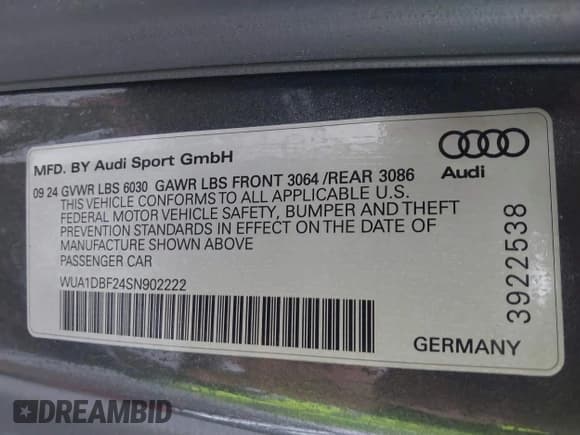 MFD. BY Audi Sport GmbH
09 24 GVWR LBS 6030 GAWR LBS FRONT 3064 /REAR 3086
THIS VEHICLE CONFORMS TO ALL APPLICABLE U.S.
FEDERAL MOTOR VEHICLE SAFETY, BUMPER AND THEFT
PREVENTION STANDARDS IN EFFECT ON THE DATE OF
MANUFACTURE SHOWN ABOVE
PASSENGER CAR
WUA1DBF24SN902222
Audi
3922538
GERMANY
DREAMBID